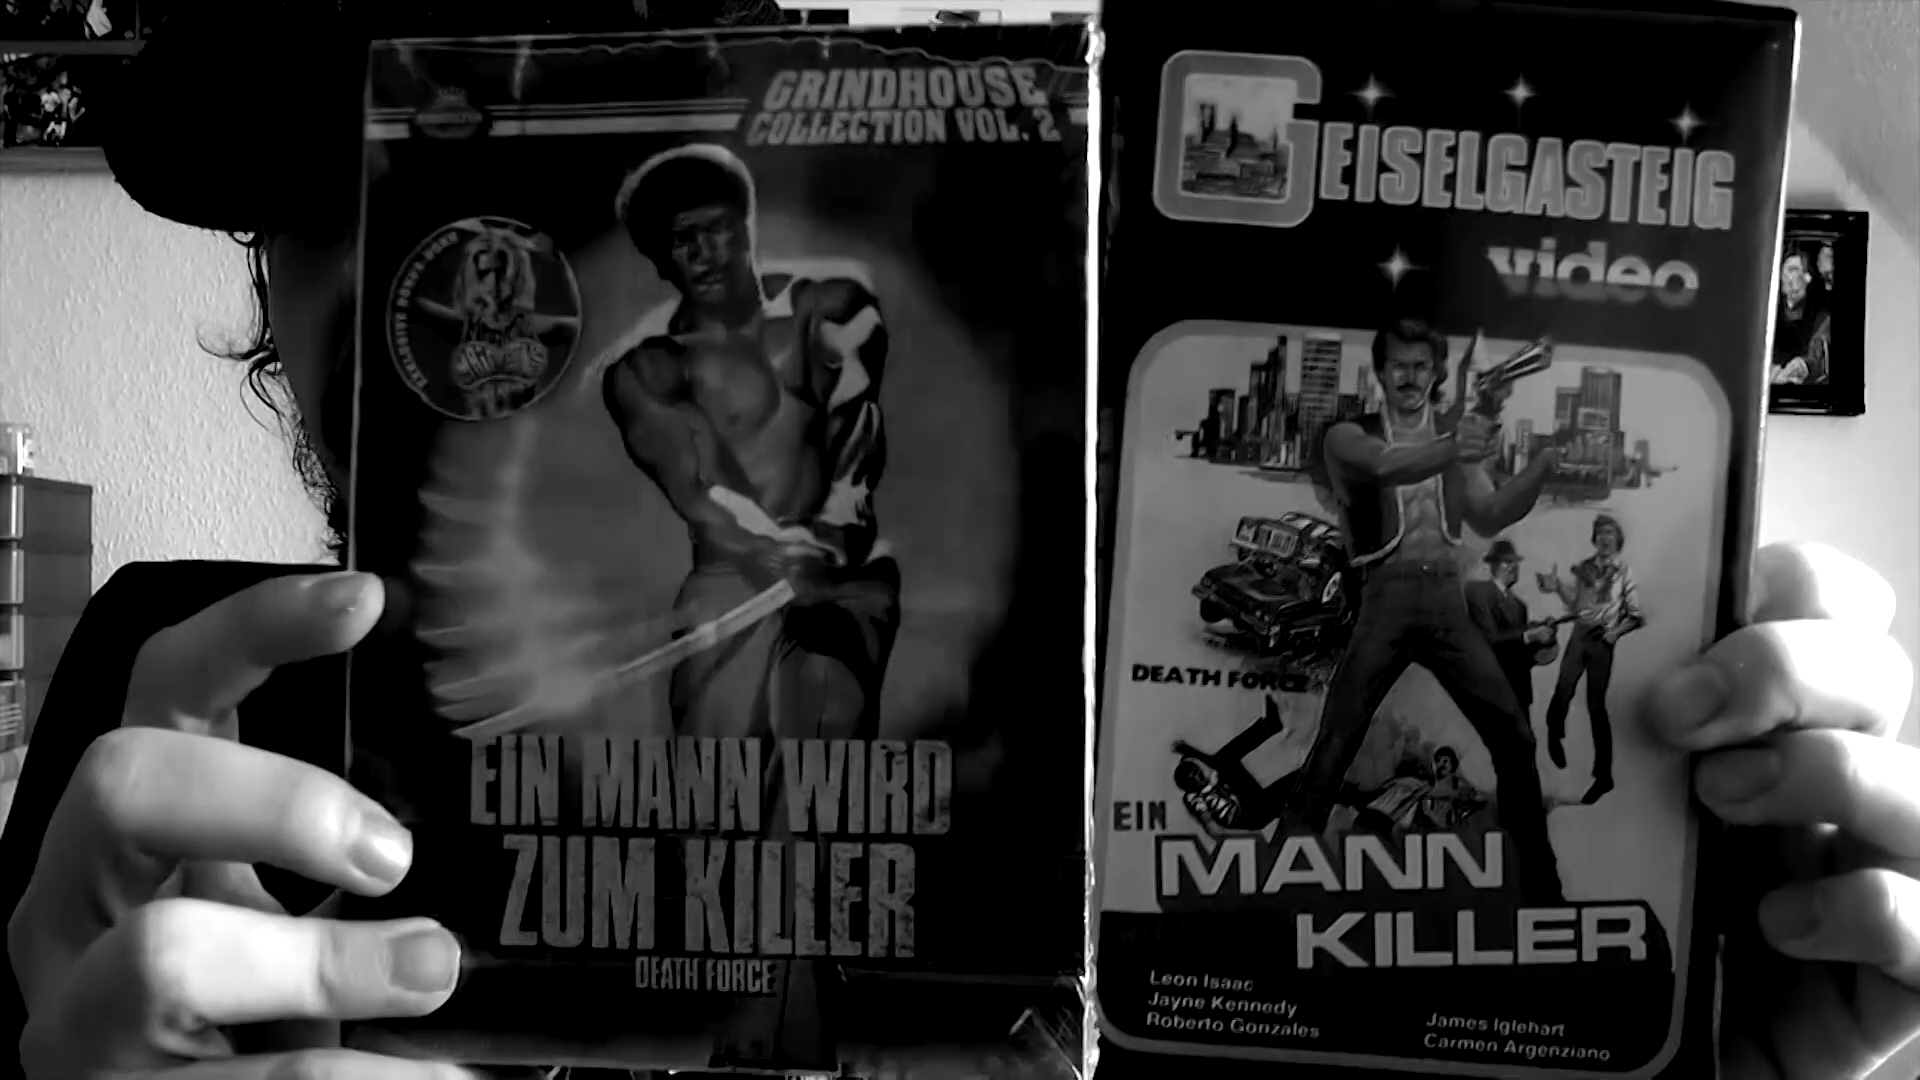 GRINDHOUSE
COLLECTION VOL. 2
EIN MANN WIRD
ZUM KILLER
DEATH FORCE
GEISELGASTEIG
video
DEATH FORCE
EIN
MANN
KILLER
Leon Isaac
Jayne Kennedy
Roberto Gonzales
James Iglehart
Carmen Argenziano